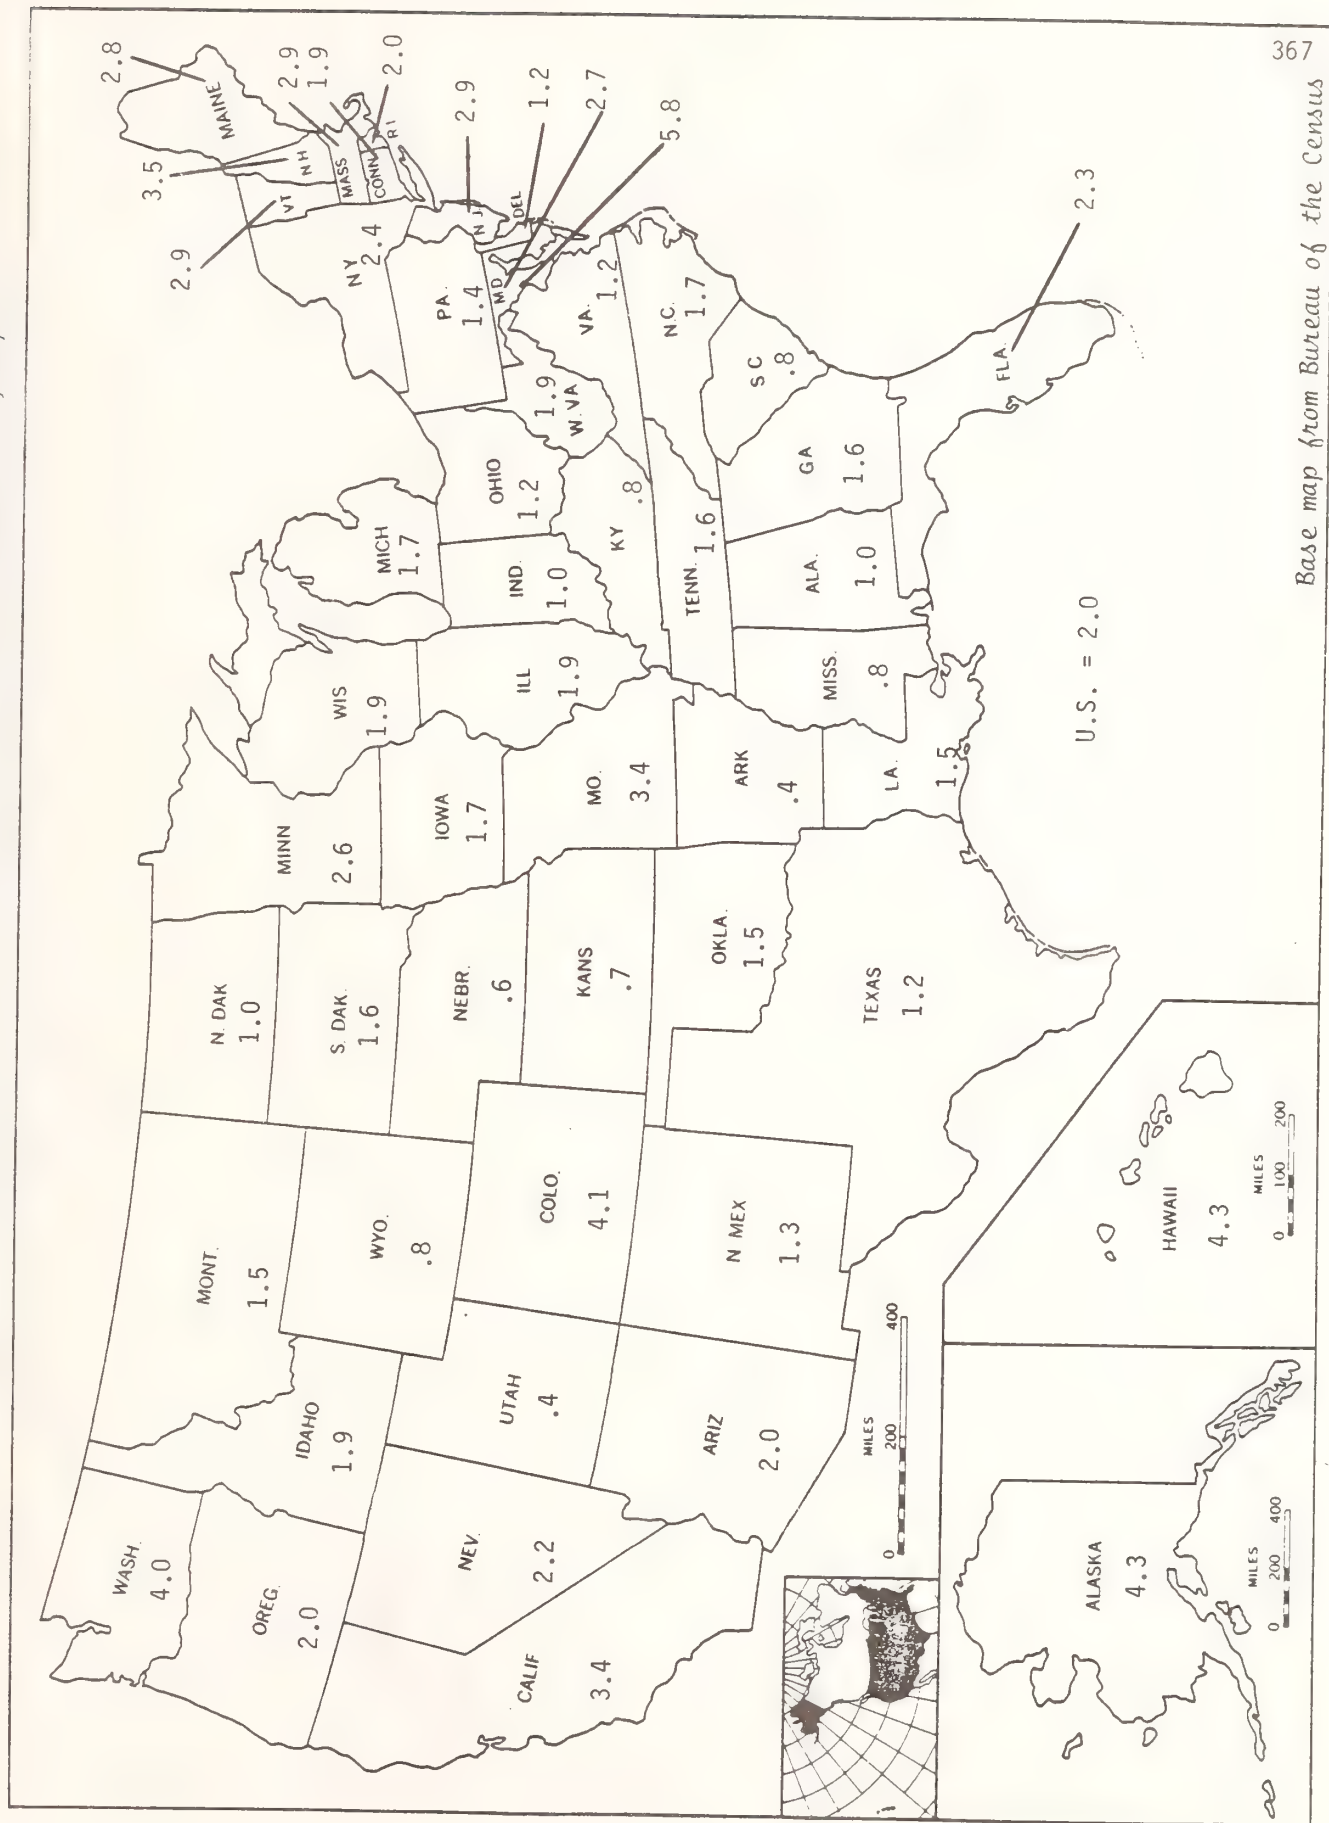 367
WASH.
4.0
OREG.
2.0
CALIF
3.4
NEV.
2.2
IDAHO
1.9
MONT.
1.5
WYO.
.8
UTAH
.4
COLO.
4.1
ARIZ
2.0
N MEX
1.3
N. DAK
1.0
S. DAK.
1.6
NEBR.
.6
KANS
.7
OKLA.
1.5
TEXAS
1.2
MINN
2.6
IOWA
1.7
MO.
3.4
ARK
.4
LA.
1.5
WIS
1.9
ILL
1.9
MICH
1.7
IND.
1.0
OHIO
1.2
KY
.8
TENN.
1.6
MISS.
.8
ALA.
1.0
GA
1.6
FLA.
2.3
S C
.8
N.C.
1.7
VA.
1.2
W. VA
1.9
PA.
1.4
NY
2.4
VT
2.9
NH
3.5
MAINE
2.8
MASS
2.9
CONN
1.9
R I
2.0
N J
2.9
DEL
1.2
MD
2.7
5.8
U.S. = 2.0
MILES
0 200 400
ALASKA
4.3
MILES
0 200 400
HAWAII
4.3
MILES
0 100 200
Base map from Bureau of the Census